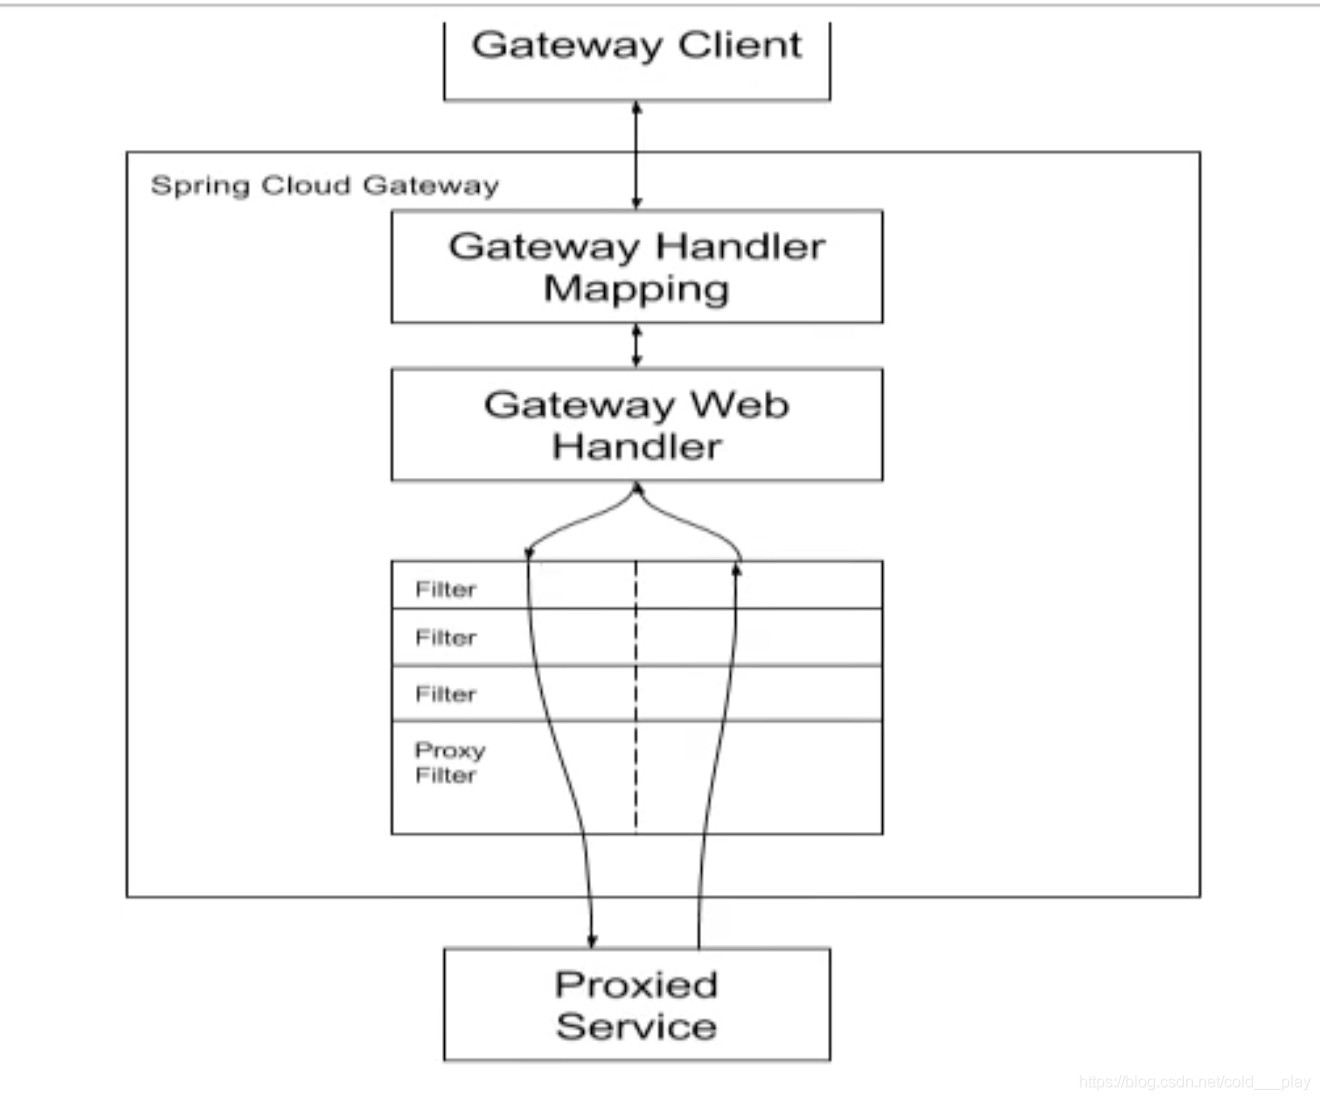 Gateway Client
Spring Cloud Gateway
Gateway Handler
Mapping
Gateway Web
Handler
Filter
Filter
Filter
Proxy
Filter
Proxied
Service
https://blog.csdn.net/cold___play